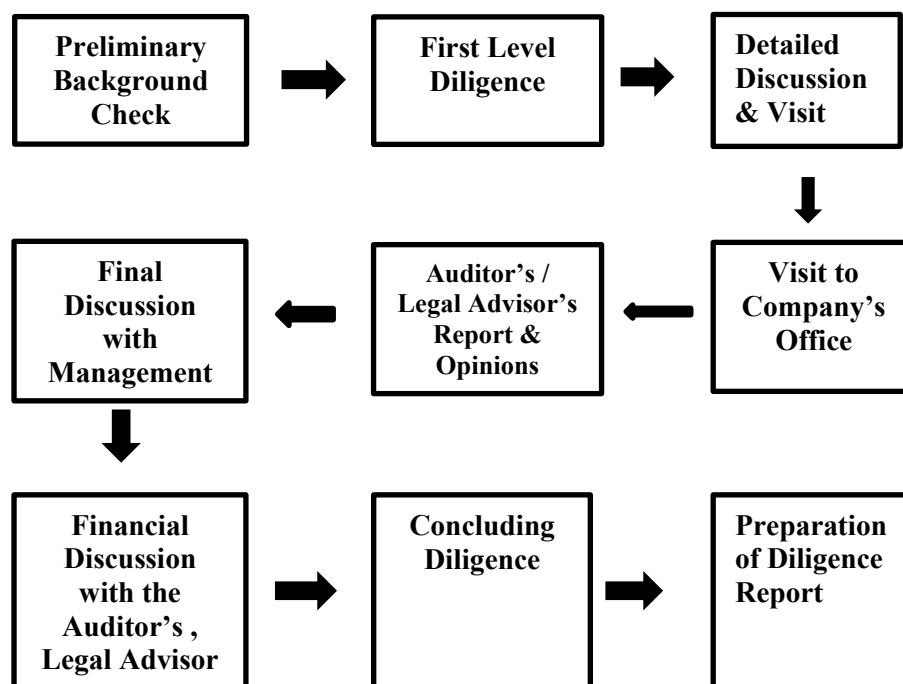 Preliminary
Background
Check
First Level
Diligence
Detailed
Discussion
& Visit
Visit to
Company’s
Office
Auditor’s /
Legal Advisor’s
Report &
Opinions
Final
Discussion
with
Management
Financial
Discussion
with the
Auditor’s ,
Legal Advisor
Concluding
Diligence
Preparation
of Diligence
Report